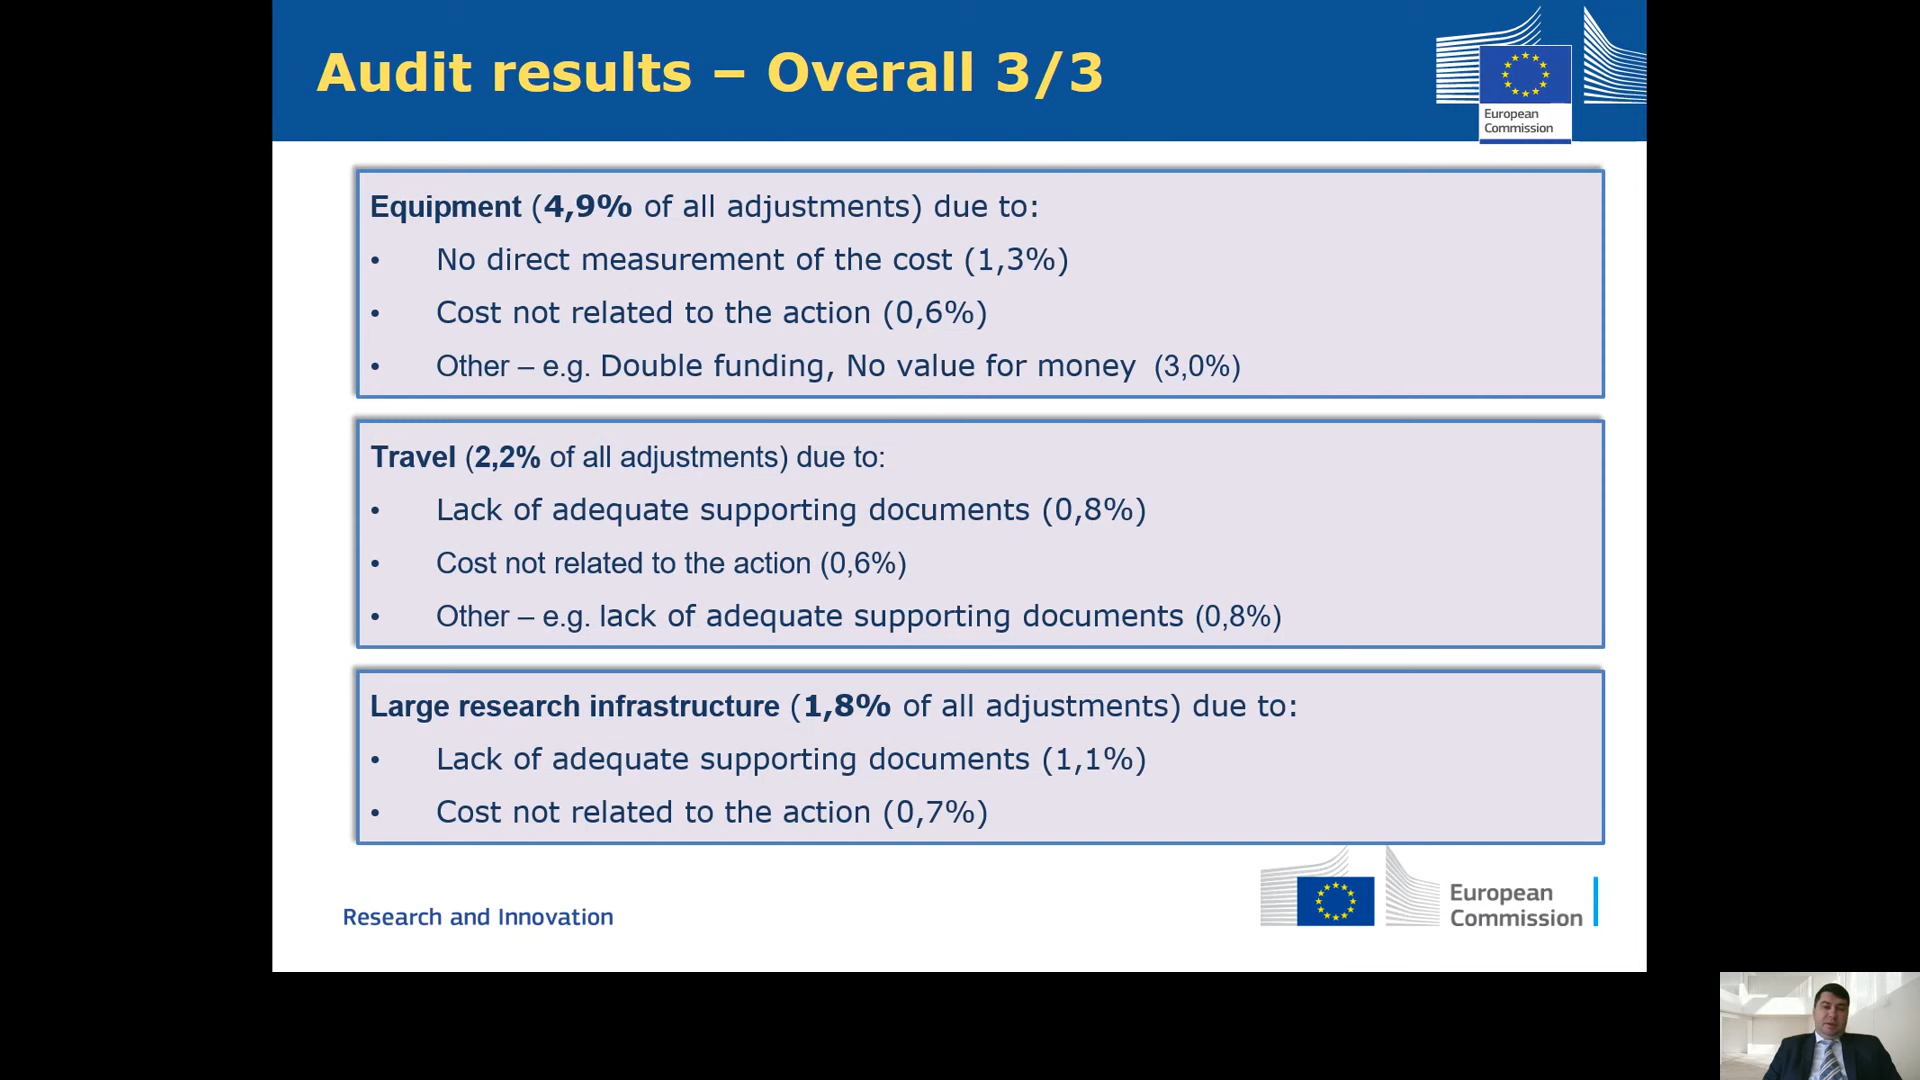 Audit results – Overall 3/3
European
Commission
Equipment (4,9% of all adjustments) due to:
• No direct measurement of the cost (1,3%)
• Cost not related to the action (0,6%)
• Other – e.g. Double funding, No value for money (3,0%)
Travel (2,2% of all adjustments) due to:
• Lack of adequate supporting documents (0,8%)
• Cost not related to the action (0,6%)
• Other – e.g. lack of adequate supporting documents (0,8%)
Large research infrastructure (1,8% of all adjustments) due to:
• Lack of adequate supporting documents (1,1%)
• Cost not related to the action (0,7%)
Research and Innovation
European
Commission